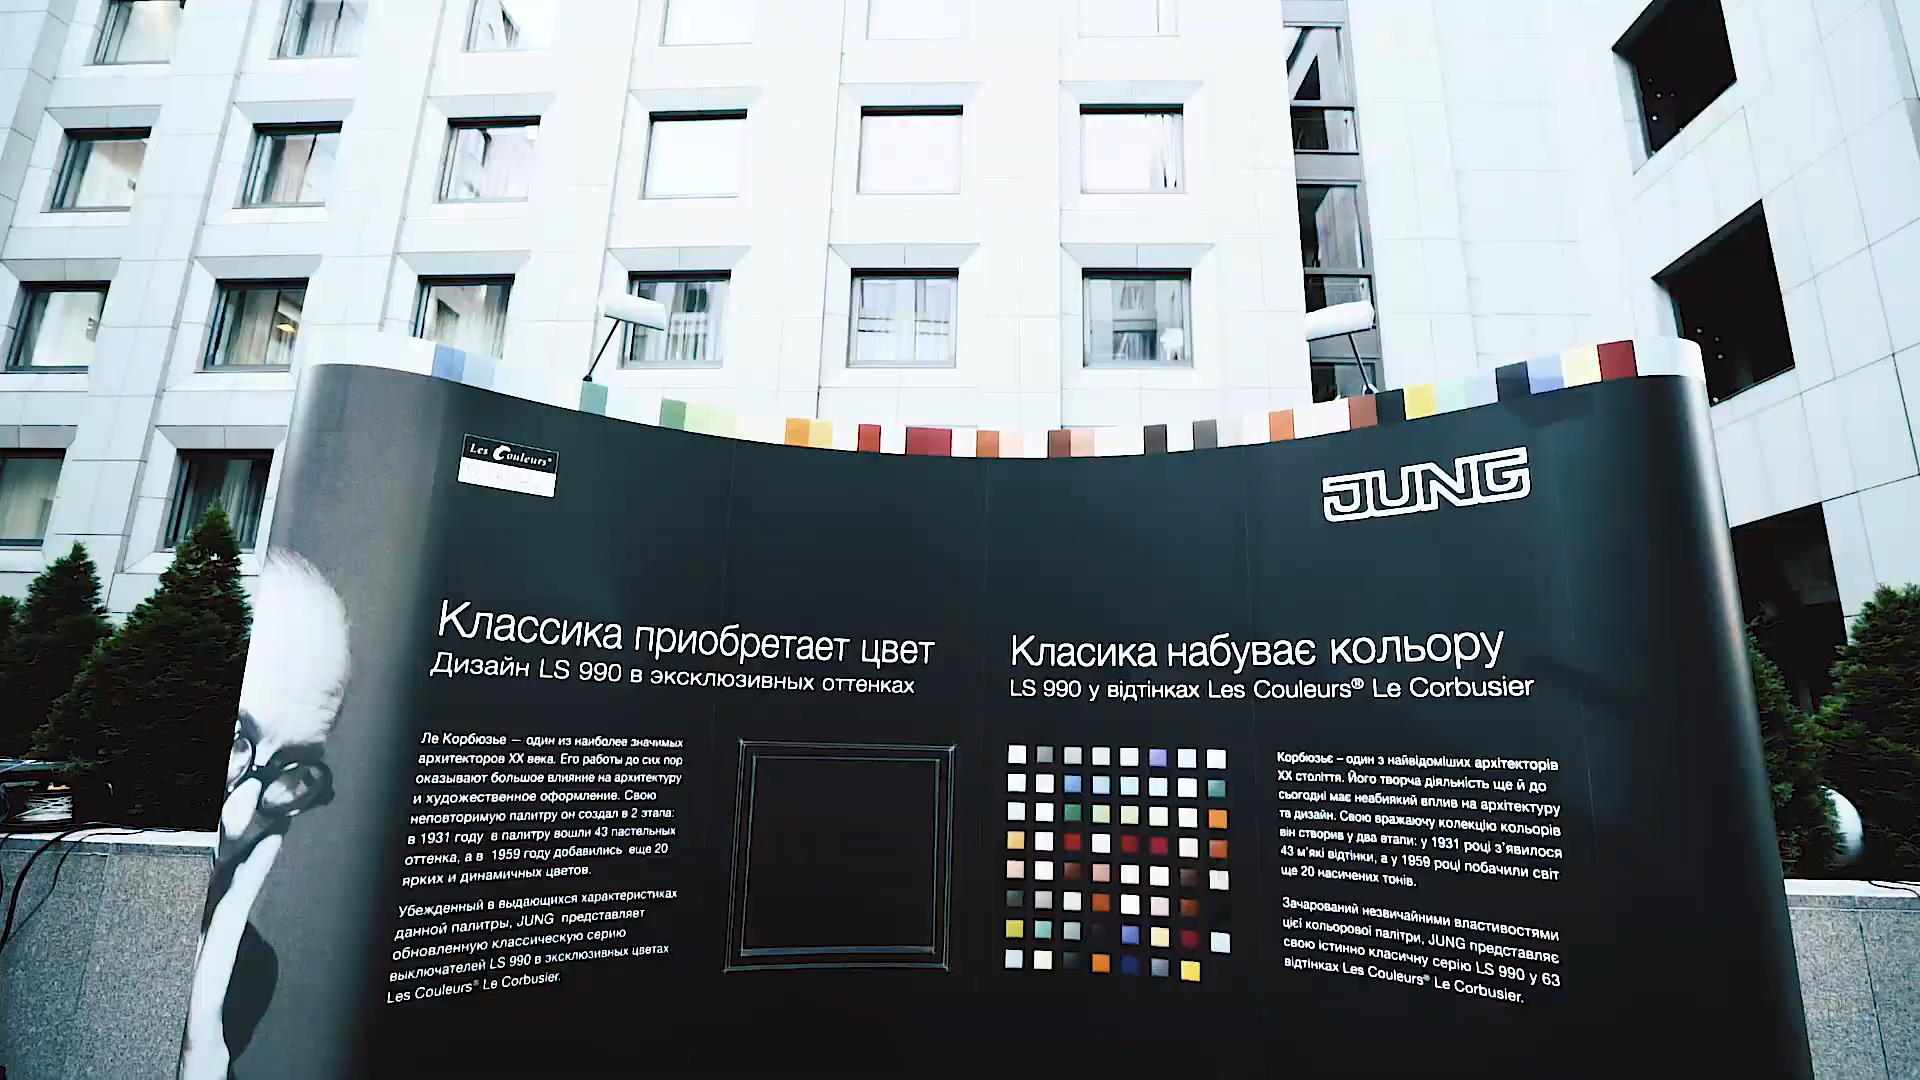 Les Couleurs®
JUNG
Классика приобретает цвет
Дизайн LS 990 в эксклюзивных оттенках
Ле Корбюзье — один из наиболее значимых
архитекторов XX века. Его работы до сих пор
оказывают большое влияние на архитектуру
и художественное оформление. Свою
неповторимую палитру он создал в 2 этапа:
в 1931 году в палитру вошли 43 пастельных
оттенка, а в 1959 году добавились еще 20
ярких и динамичных цветов.
Убежденный в выдающихся характеристиках
данной палитры, JUNG представляет
обновленную классическую серию
выключателей LS 990 в эксклюзивных цветах
Les Couleurs® Le Corbusier.
Класика набуває кольору
LS 990 у відтінках Les Couleurs® Le Corbusier
Корбюзьє – один з найвідоміших архітекторів
XX століття. Його творча діяльність ще й до
сьогодні має неабиякий вплив на архітектуру
та дизайн. Свою вражаючу колекцію кольорів
він створив у два етапи: у 1931 році з’явилося
43 м’які відтінки, а у 1959 році побачили світ
ще 20 насичених тонів.
Зачарований незвичайними властивостями
цієї кольорової палітри, JUNG представляє
свою істинно класичну серію LS 990 у 63
відтінках Les Couleurs® Le Corbusier.